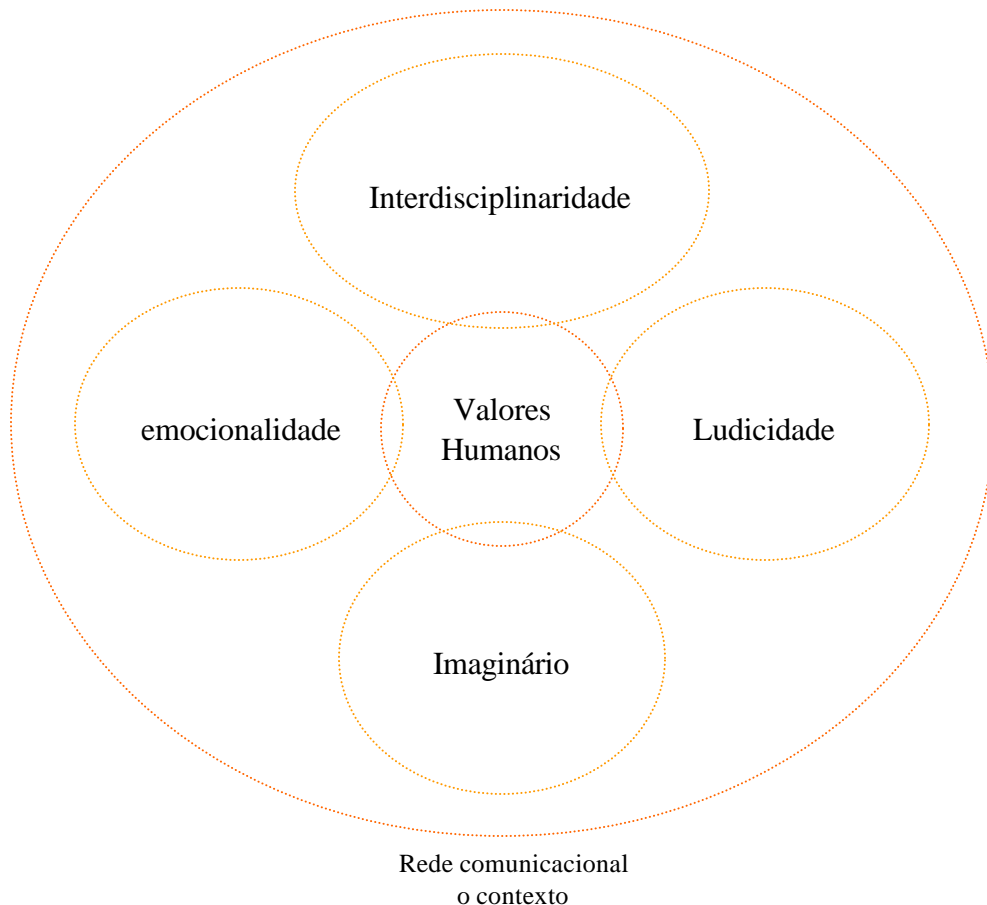 Interdisciplinaridade
emocionalidade
Valores
Humanos
Ludicidade
Imaginário
Rede comunicacional
o contexto